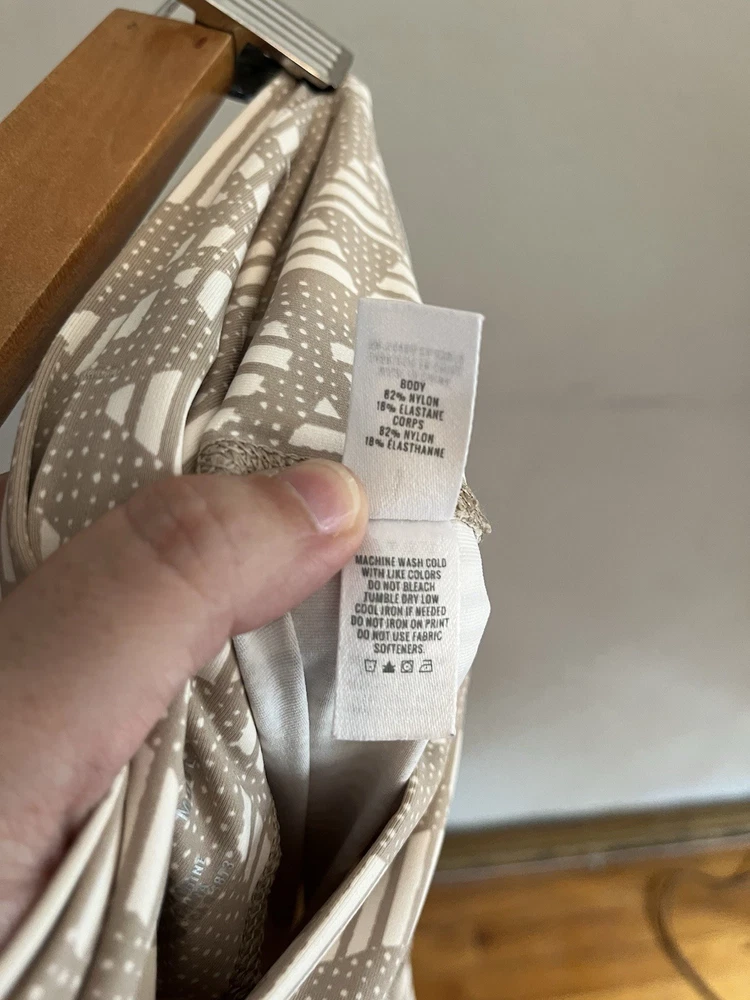 BODY
82% NYLON
18% ELASTANE
CORPS
82% NYLON
18% ÉLASTHANNE
MACHINE WASH COLD
WITH LIKE COLORS
DO NOT BLEACH
TUMBLE DRY LOW
COOL IRON IF NEEDED
DO NOT IRON ON PRINT
DO NOT USE FABRIC
SOFTENERS.